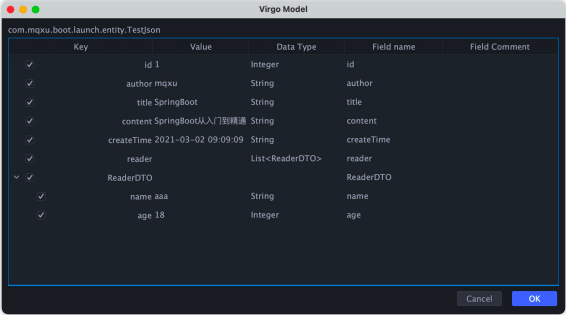 Virgo Model
com.mqxu.boot.launch.entity.TestJson
Key Value Data Type Field name Field Comment
id 1 Integer id
author mqxu String author
title SpringBoot String title
content SpringBoot从入门到精通 String content
createTime 2021-03-02 09:09:09 String createTime
reader List<ReaderDTO> reader
ReaderDTO ReaderDTO
name aaa String name
age 18 Integer age
Cancel OK